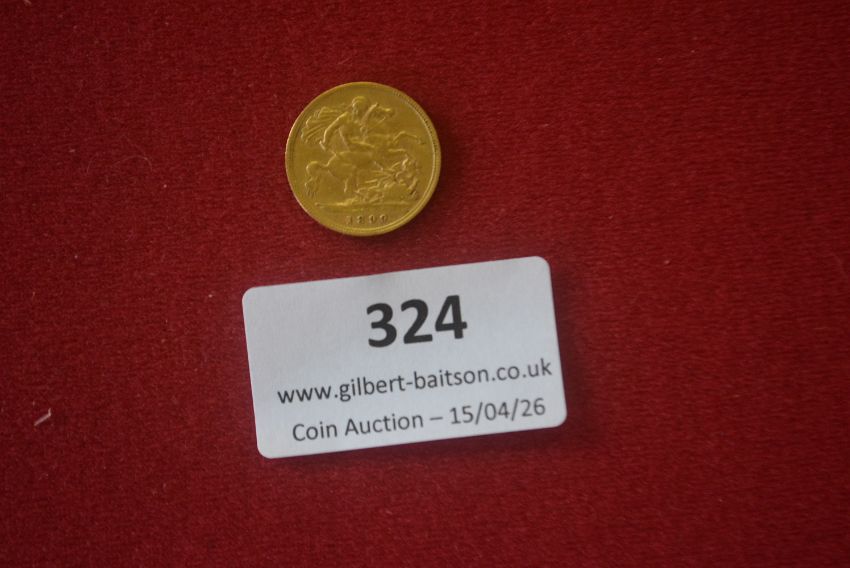 324
www.gilbert-baitson.co.uk
Coin Auction – 15/04/26